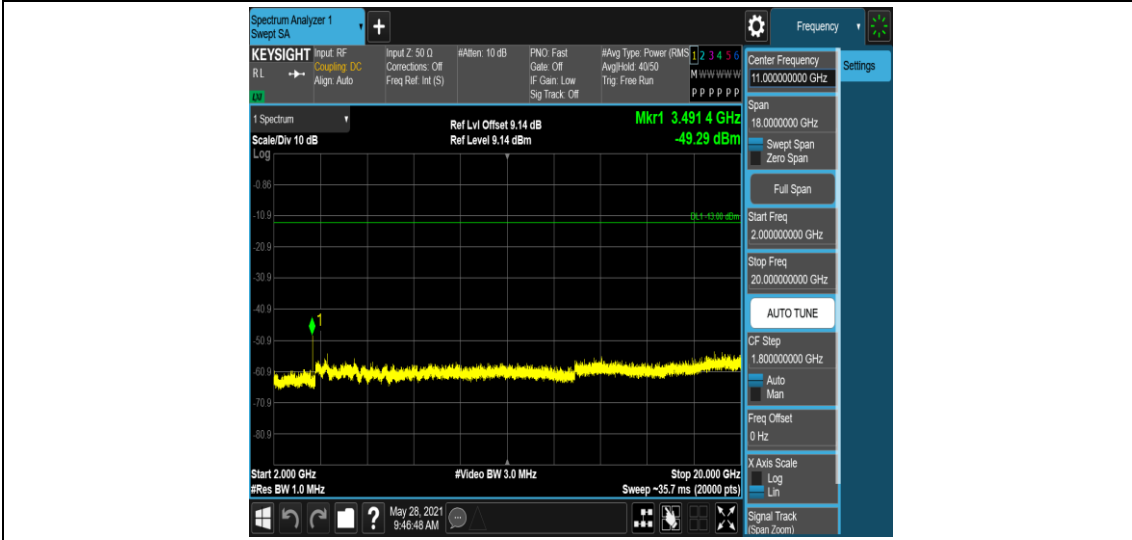 Spectrum Analyzer 1
Swept SA
Frequency
KEYSIGHT
RL
LXI
Input: RF
Coupling: DC
Align: Auto
Input Z: 50 Ω
Corrections: Off
Freq Ref: Int (S)
#Atten: 10 dB
PNO: Fast
Gate: Off
IF Gain: Low
Sig Track: Off
#Avg Type: Power (RMS
Avg|Hold: 40/50
Trig: Free Run
1 2 3 4 5 6
M W W W W W
P P P P P P
1 Spectrum
Scale/Div 10 dB
Log
Ref Lvl Offset 9.14 dB
Ref Level 9.14 dBm
Mkr1 3.491 4 GHz
-49.29 dBm
-0.86
-10.9
-20.9
-30.9
-40.9
-50.9
-60.9
-70.9
-80.9
DL1 -13.00 dBm
1
Start 2.000 GHz
#Res BW 1.0 MHz
#Video BW 3.0 MHz
Stop 20.000 GHz
Sweep ~35.7 ms (20000 pts)
May 28, 2021
9:46:48 AM
Center Frequency
11.000000000 GHz
Span
18.0000000 GHz
Swept Span
Zero Span
Full Span
Start Freq
2.000000000 GHz
Stop Freq
20.000000000 GHz
AUTO TUNE
CF Step
1.800000000 GHz
Auto
Man
Freq Offset
0 Hz
X Axis Scale
Log
Lin
Signal Track
(Span Zoom)
Settings